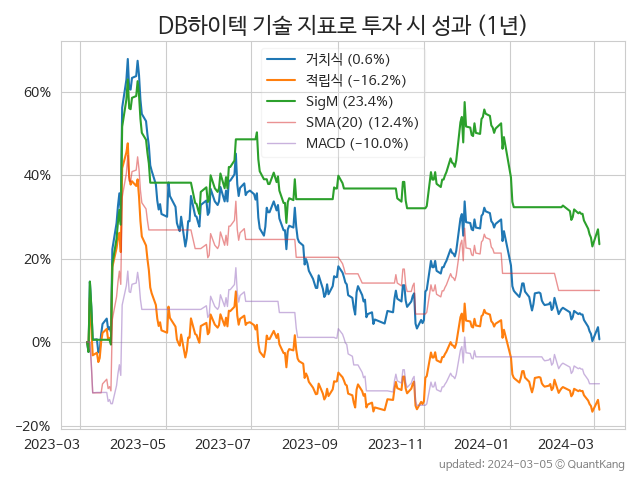 DB하이텍 기술 지표로 투자 시 성과 (1년)
거치식 (0.6%)
적립식 (−16.2%)
SigM (23.4%)
SMA(20) (12.4%)
MACD (−10.0%)
60%
40%
20%
0%
−20%
2023−03 2023−05 2023−07 2023−09 2023−11 2024−01 2024−03
updated: 2024−03−05 ⓒ QuantKang